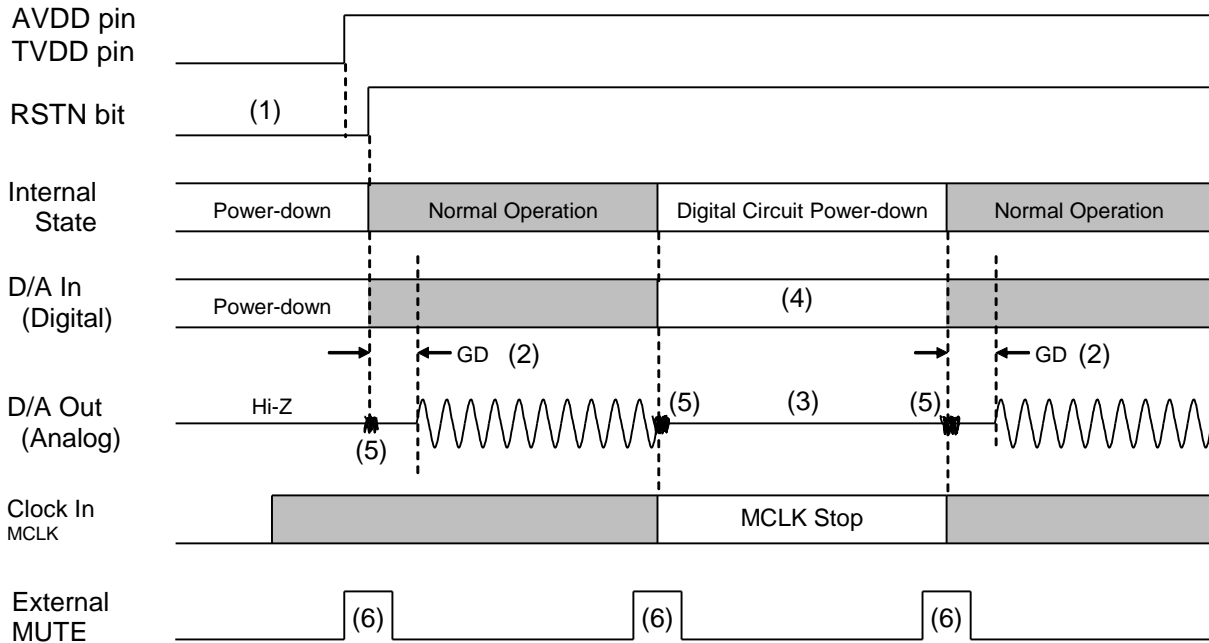 AVDD pin
TVDD pin
RSTN bit
(1)
Internal
State
Power-down
Normal Operation
Digital Circuit Power-down
Normal Operation
D/A In
(Digital)
Power-down
(4)
GD (2)
GD (2)
D/A Out
(Analog)
Hi-Z
(5)
(5)
(3)
(5)
Clock In
MCLK
MCLK Stop
External
MUTE
(6)
(6)
(6)